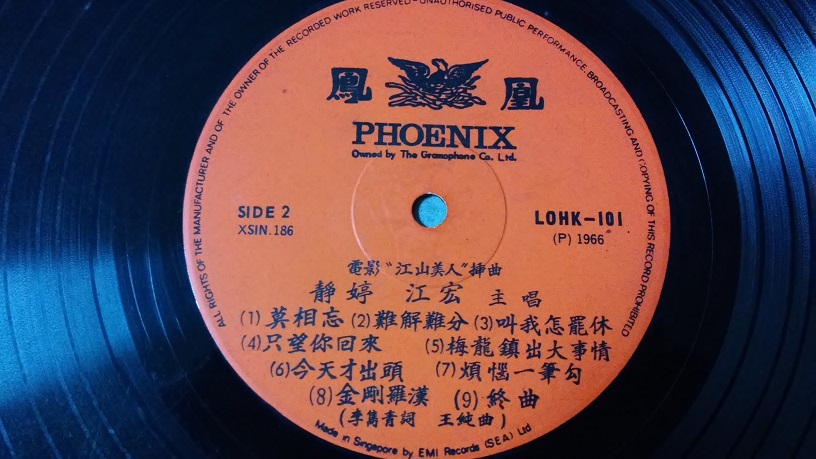 ALL RIGHTS OF THE MANUFACTURER AND OF THE OWNER OF THE RECORDED WORK RESERVED-UNAUTHORISED PUBLIC PERFORMANCE, BROADCASTING AND COPYING OF THIS RECORD PROHIBITED
鳳 凰
PHOENIX
Owned by The Gramophone Co. Ltd.
SIDE 2
XSIN.186
LOHK-101
(P) 1966
電影“江山美人”挿曲
靜婷 江宏 主唱
(1)莫相忘(2)難解難分(3)叫我怎罷休
(4)只望你回來 (5)梅龍鎮出大事情
(6)今天才出頭 (7)煩惱一筆勾
(8)金剛羅漢 (9)終曲
(李雋青詞 王純曲)
Made in Singapore by EMI Records (SEA) Ltd